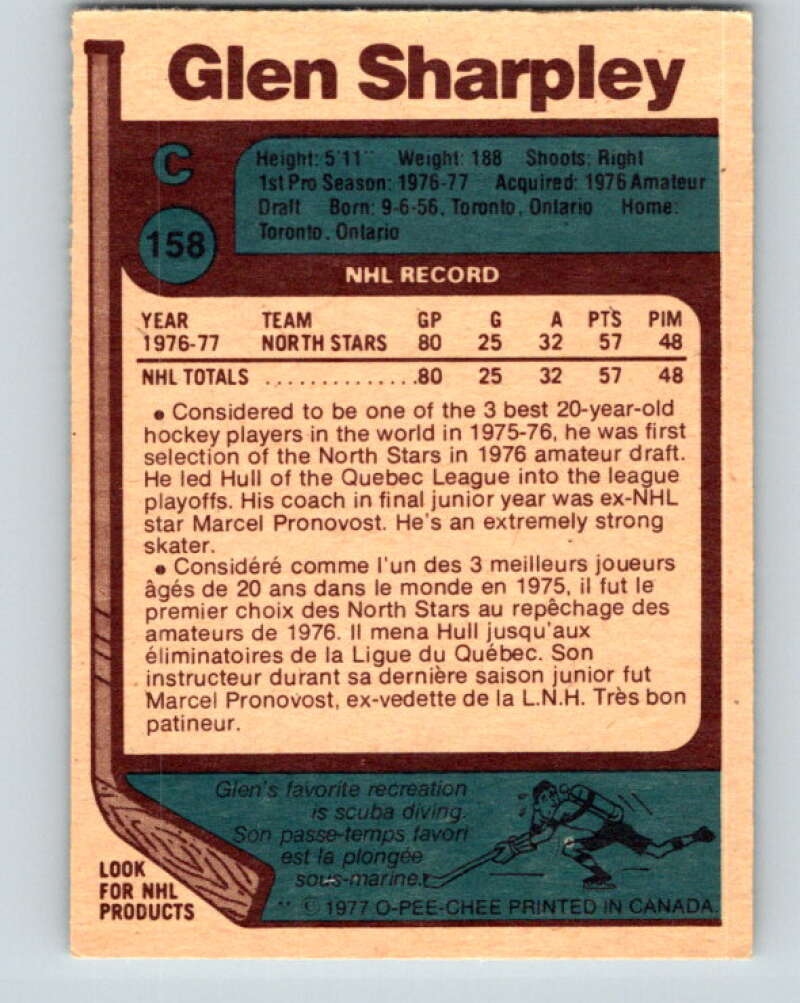 Glen Sharpley
C
158
Height: 5'11" Weight: 188 Shoots: Right
1st Pro Season: 1976-77 Acquired: 1976 Amateur
Draft Born: 9-6-56, Toronto, Ontario Home:
Toronto, Ontario
NHL RECORD
YEAR TEAM GP G A PTS PIM
1976-77 NORTH STARS 80 25 32 57 48
NHL TOTALS ..............80 25 32 57 48
• Considered to be one of the 3 best 20-year-old
hockey players in the world in 1975-76, he was first
selection of the North Stars in 1976 amateur draft.
He led Hull of the Quebec League into the league
playoffs. His coach in final junior year was ex-NHL
star Marcel Pronovost. He's an extremely strong
skater.
• Considéré comme l'un des 3 meilleurs joueurs
âgés de 20 ans dans le monde en 1975, il fut le
premier choix des North Stars au repêchage des
amateurs de 1976. Il mena Hull jusqu'aux
éliminatoires de la Ligue du Québec. Son
instructeur durant sa dernière saison junior fut
Marcel Pronovost, ex-vedette de la L.N.H. Très bon
patineur.
Glen's favorite recreation
is scuba diving.
Son passe-temps favori
est la plongée
sous-marine.
LOOK
FOR NHL
PRODUCTS
** © 1977 O-PEE-CHEE PRINTED IN CANADA.